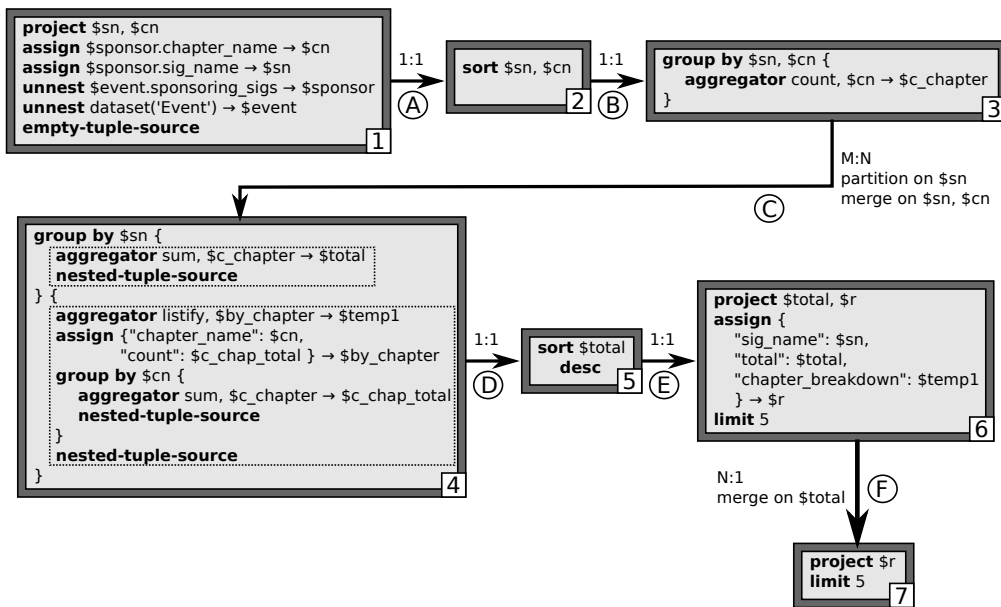 project $sn, $cn
assign $sponsor.chapter_name → $cn
assign $sponsor.sig_name → $sn
unnest $event.sponsoring_sigs → $sponsor
unnest dataset('Event') → $event
empty-tuple-source
1
1:1
A
sort $sn, $cn
2
1:1
B
group by $sn, $cn {
aggregator count, $cn → $c_chapter
}
3
M:N
partition on $sn
merge on $sn, $cn
C
group by $sn {
aggregator sum, $c_chapter → $total
nested-tuple-source
} {
aggregator listify, $by_chapter → $temp1
assign {"chapter_name": $cn,
"count": $c_chap_total } → $by_chapter
group by $cn {
aggregator sum, $c_chapter → $c_chap_total
nested-tuple-source
}
nested-tuple-source
}
4
1:1
D
sort $total
desc
5
1:1
E
project $total, $r
assign {
"sig_name": $sn,
"total": $total,
"chapter_breakdown": $temp1
} → $r
limit 5
6
N:1
merge on $total
F
project $r
limit 5
7